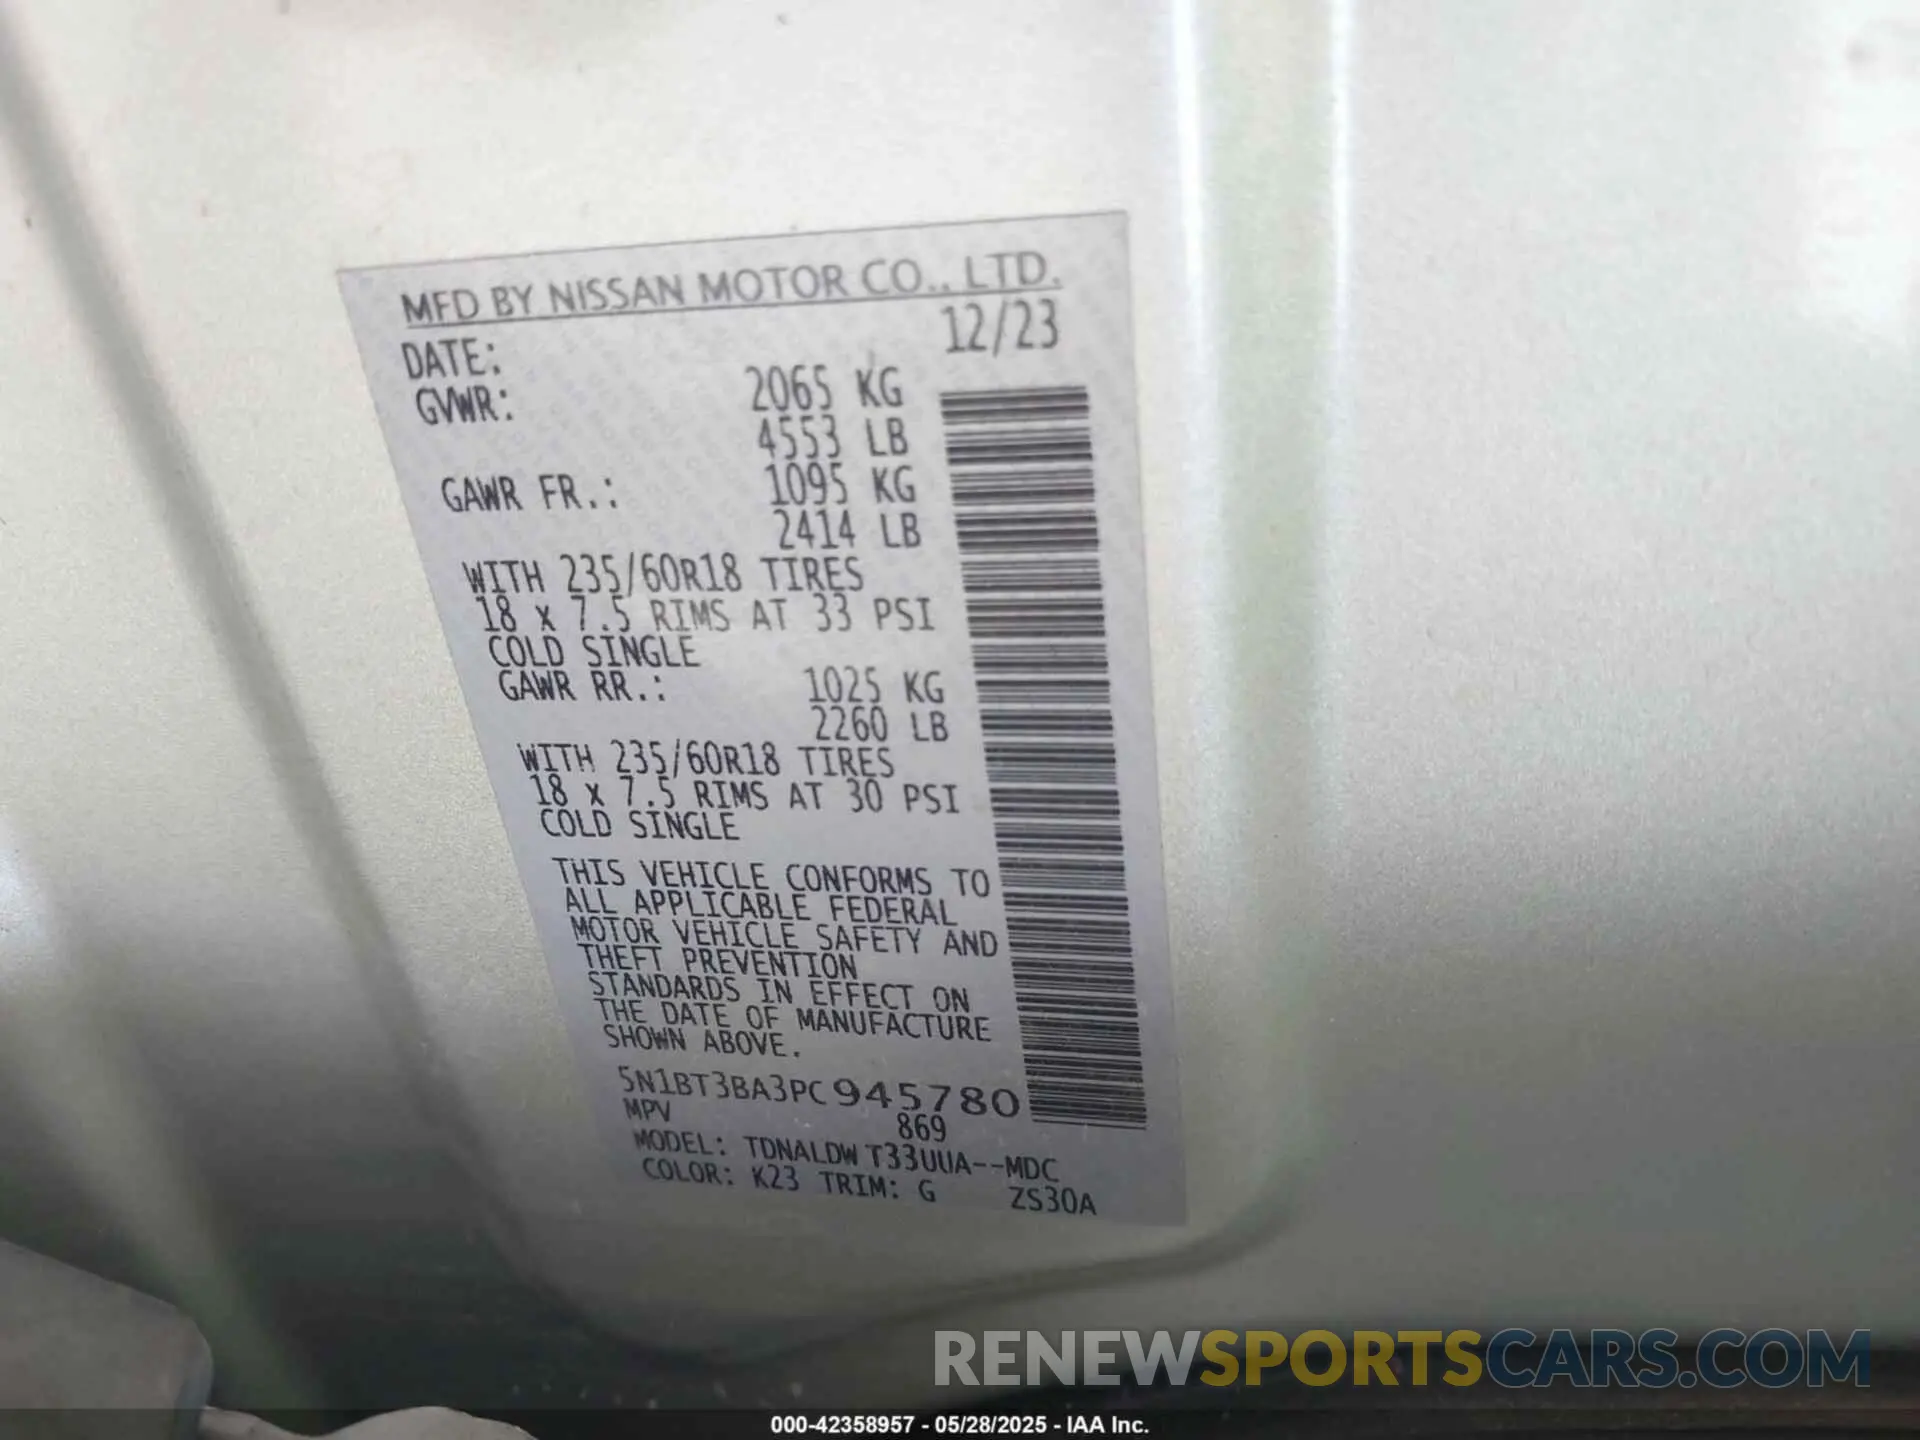 MFD BY NISSAN MOTOR CO., LTD.
DATE: 12/23
GVWR: 2065 KG
4553 LB
GAWR FR.: 1095 KG
2414 LB
WITH 235/60R18 TIRES
18 x 7.5 RIMS AT 33 PSI
COLD SINGLE
GAWR RR.: 1025 KG
2260 LB
WITH 235/60R18 TIRES
18 x 7.5 RIMS AT 30 PSI
COLD SINGLE
THIS VEHICLE CONFORMS TO
ALL APPLICABLE FEDERAL
MOTOR VEHICLE SAFETY AND
THEFT PREVENTION
STANDARDS IN EFFECT ON
THE DATE OF MANUFACTURE
SHOWN ABOVE.
5N1BT3BA3PC945780
MPV 869
MODEL: TDNALDW T33UUA--MDC
COLOR: K23 TRIM: G ZS30A
RENEWSPORTSCARS.COM
000-42358957 - 05/28/2025 - IAA Inc.